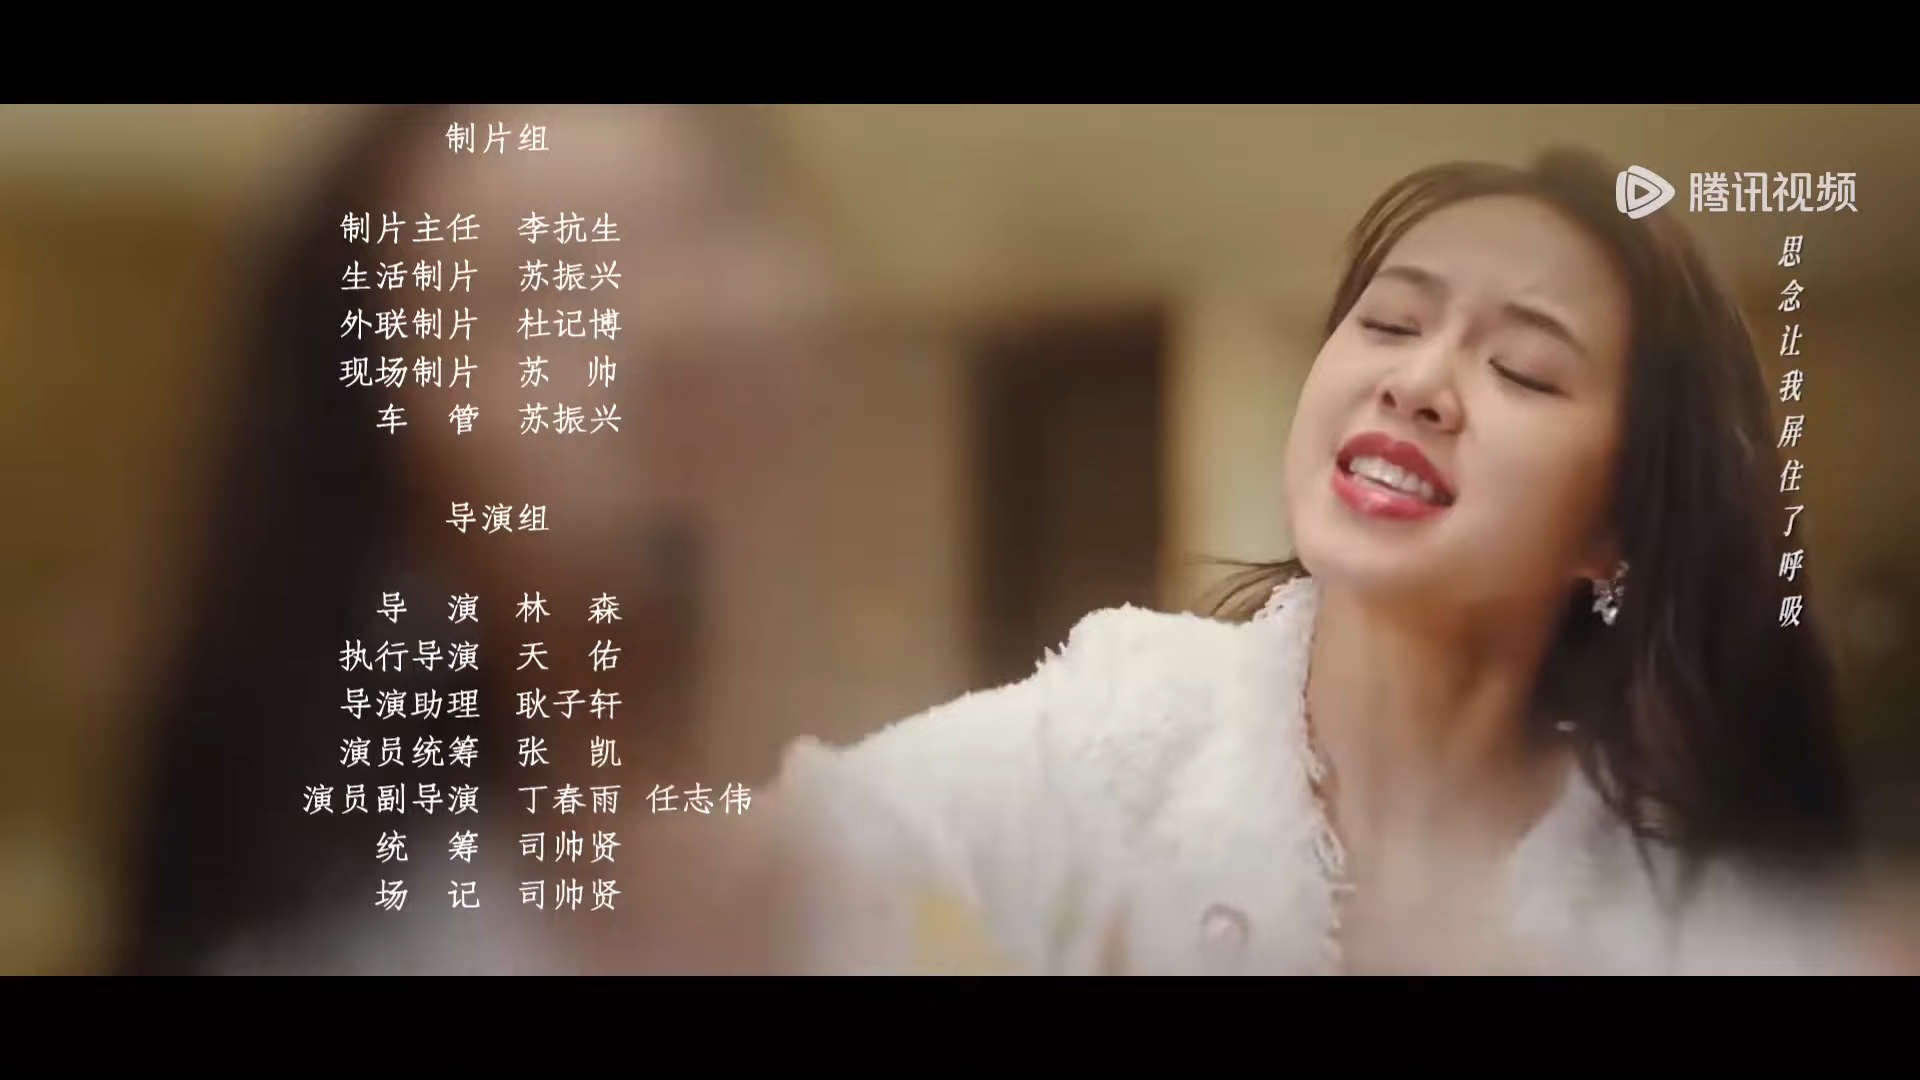 制片组
制片主任 李抗生
生活制片 苏振兴
外联制片 杜记博
现场制片 苏 帅
车 管 苏振兴
导演组
导 演 林 森
执行导演 天 佑
导演助理 耿子轩
演员统筹 张 凯
演员副导演 丁春雨 任志伟
统 筹 司帅贤
场 记 司帅贤
腾讯视频
思念让我屏住了呼吸